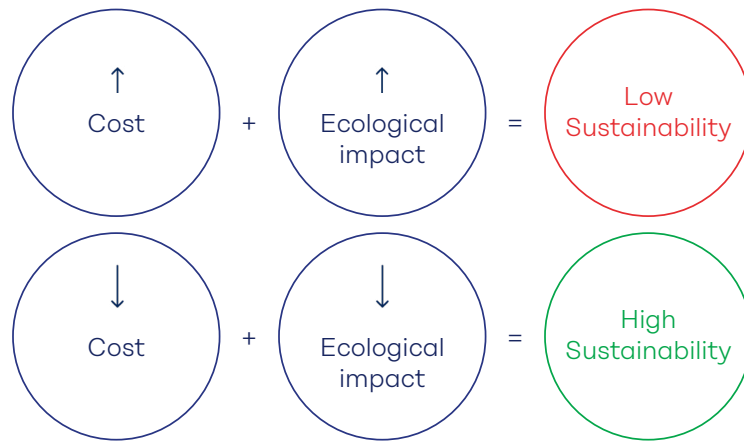 ↑ ↑
Cost + Ecological impact = Low Sustainability
↓ ↓
Cost + Ecological impact = High Sustainability